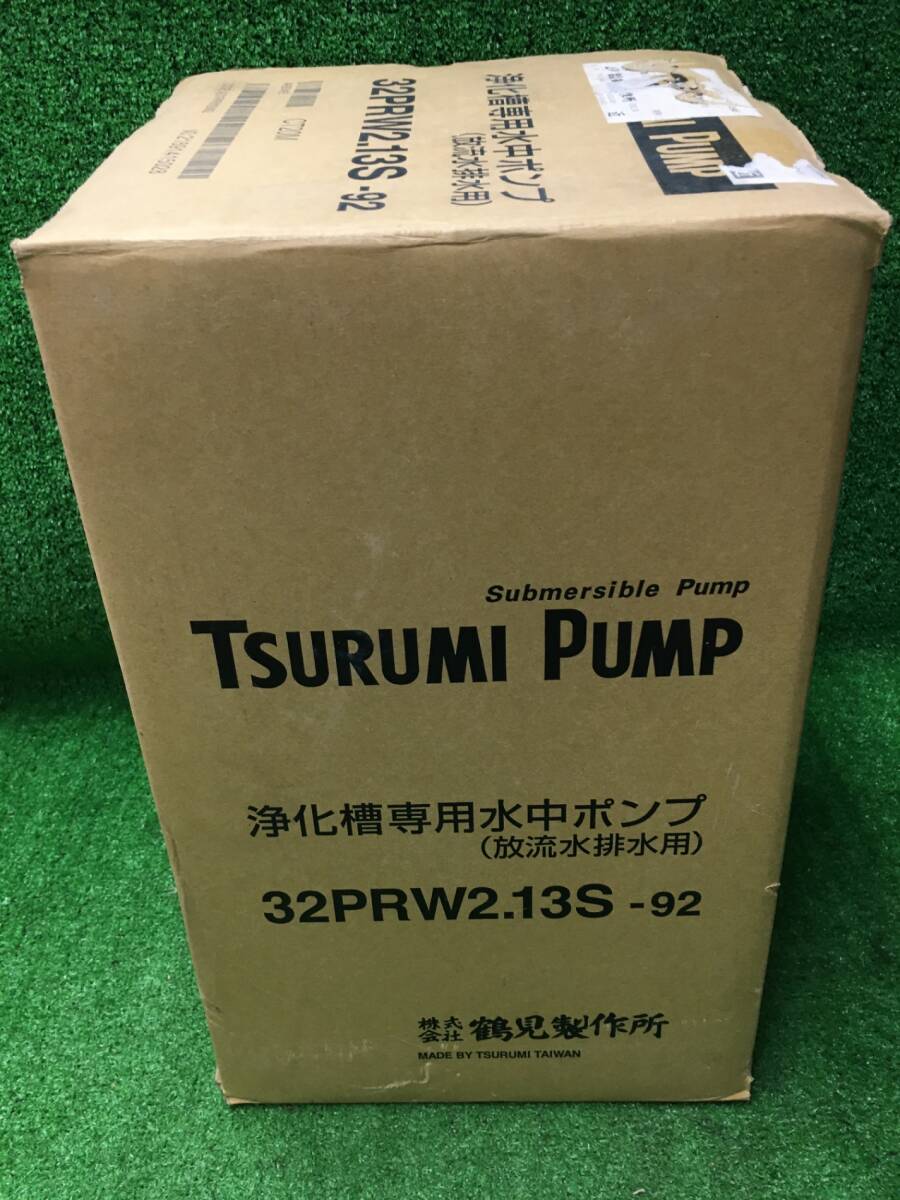 浄化槽専用水中ポンプ
(放流水排水用)
32PRW2.13S -92
PUMP
Submersible Pump
TSURUMI PUMP
浄化槽専用水中ポンプ
(放流水排水用)
32PRW2.13S -92
株式会社 鶴見製作所
MADE BY TSURUMI TAIWAN